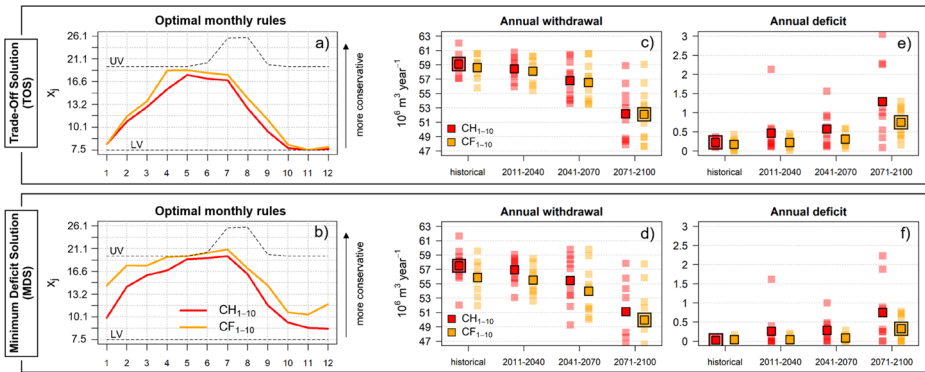 Trade-Off Solution
(TOS)
Optimal monthly rules
Xj
26.1
21.1
16.6
13.2
10.1
7.5
UV
LV
a)
1 2 3 4 5 6 7 8 9 10 11 12
more conservative
Annual withdrawal
10⁶ m³ year⁻¹
63
61
59
57
55
53
51
49
47
c)
CH1–10
CF1–10
historical 2011-2040 2041-2070 2071-2100
Annual deficit
3
2.5
2
1.5
1
0.5
0
e)
historical 2011-2040 2041-2070 2071-2100
Minimum Deficit Solution
(MDS)
Optimal monthly rules
Xj
26.1
21.1
16.6
13.2
10.1
7.5
UV
LV
b)
CH1–10
CF1–10
1 2 3 4 5 6 7 8 9 10 11 12
more conservative
Annual withdrawal
10⁶ m³ year⁻¹
63
61
59
57
55
53
51
49
47
d)
CH1–10
CF1–10
historical 2011-2040 2041-2070 2071-2100
Annual deficit
3
2.5
2
1.5
1
0.5
0
f)
historical 2011-2040 2041-2070 2071-2100